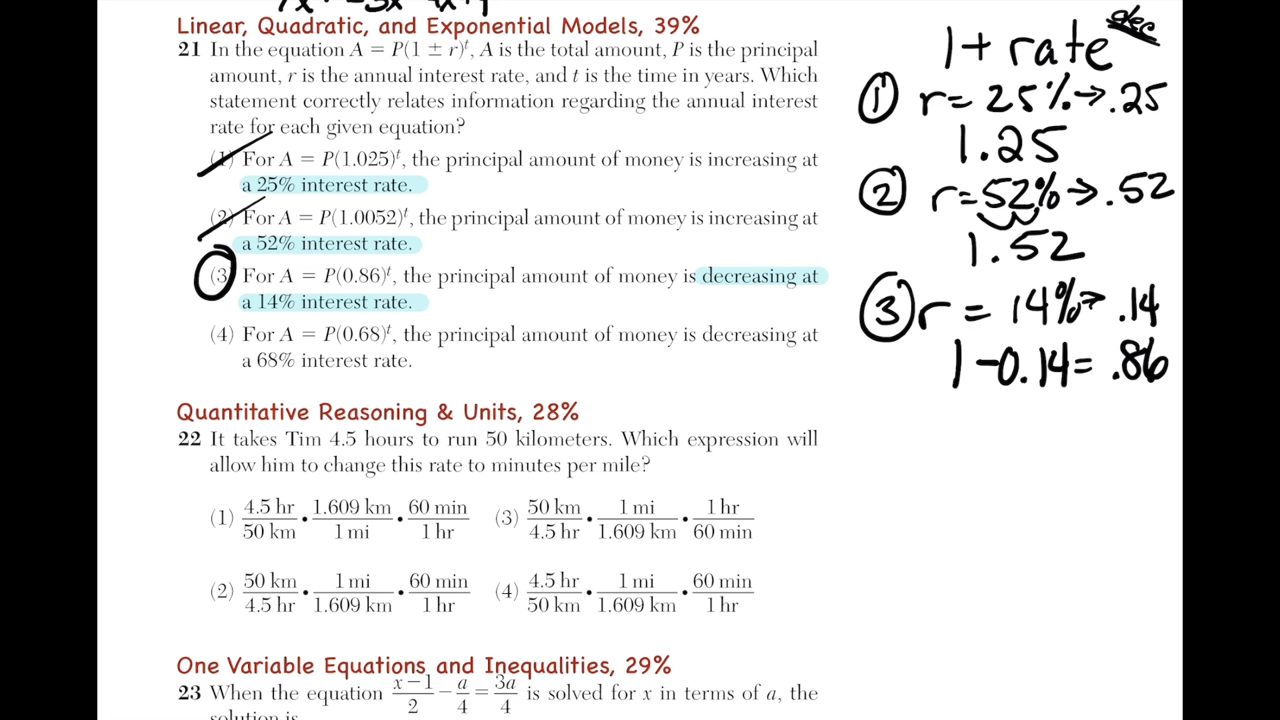 Linear, Quadratic, and Exponential Models, 39%
21 In the equation A = P(1 ± r)ᵗ, A is the total amount, P is the principal
amount, r is the annual interest rate, and t is the time in years. Which
statement correctly relates information regarding the annual interest
rate for each given equation?
(1) For A = P(1.025)ᵗ, the principal amount of money is increasing at
a 25% interest rate.
(2) For A = P(1.0052)ᵗ, the principal amount of money is increasing at
a 52% interest rate.
(3) For A = P(0.86)ᵗ, the principal amount of money is decreasing at
a 14% interest rate.
(4) For A = P(0.68)ᵗ, the principal amount of money is decreasing at
a 68% interest rate.
Quantitative Reasoning & Units, 28%
22 It takes Tim 4.5 hours to run 50 kilometers. Which expression will
allow him to change this rate to minutes per mile?
(1) 4.5 hr/50 km • 1.609 km/1 mi • 60 min/1 hr
(3) 50 km/4.5 hr • 1 mi/1.609 km • 1 hr/60 min
(2) 50 km/4.5 hr • 1 mi/1.609 km • 60 min/1 hr
(4) 4.5 hr/50 km • 1 mi/1.609 km • 60 min/1 hr
One Variable Equations and Inequalities, 29%
23 When the equation x − 1/2 − a/4 = 3a/4 is solved for x in terms of a, the
solution is
1 + rate
① r = 25% → .25
1.25
② r = 52% → .52
1.52
③ r = 14% → .14
1 − 0.14 = .86